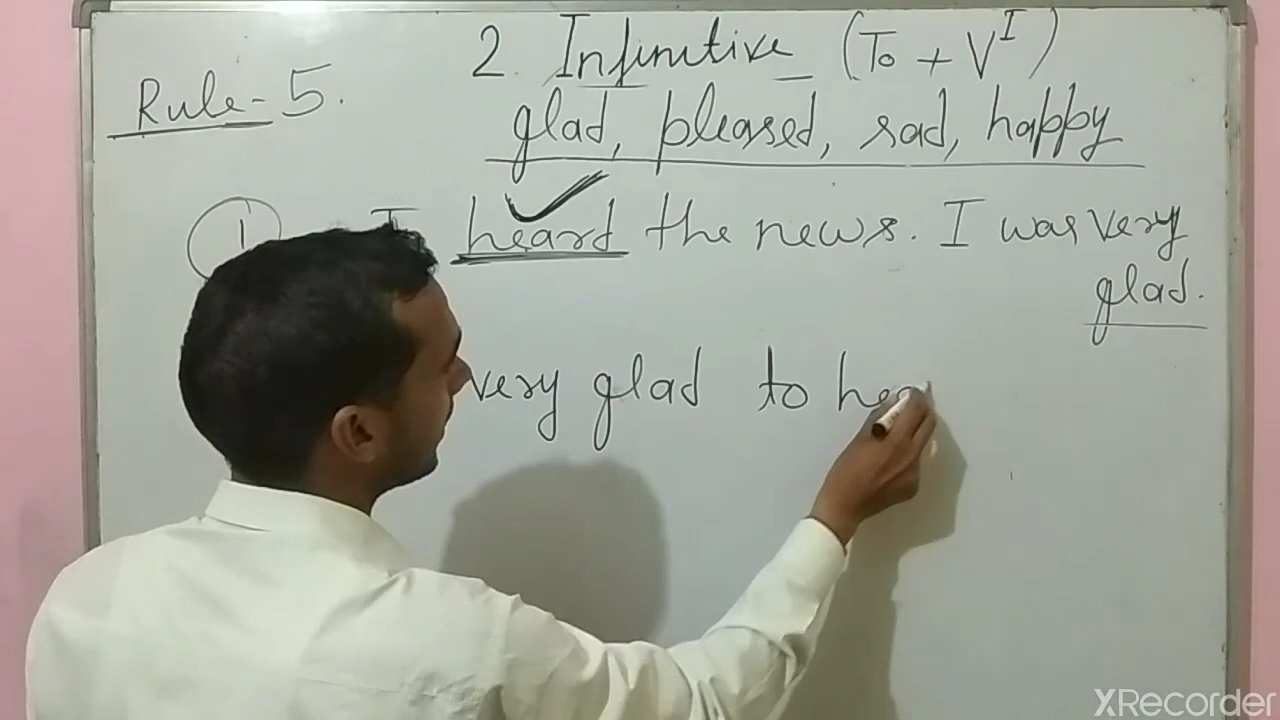 2. Infinitive (To + V^I)
Rule-5.
glad, pleased, sad, happy
1 I heard the news. I was very
glad.
very glad to hea
XRecorder